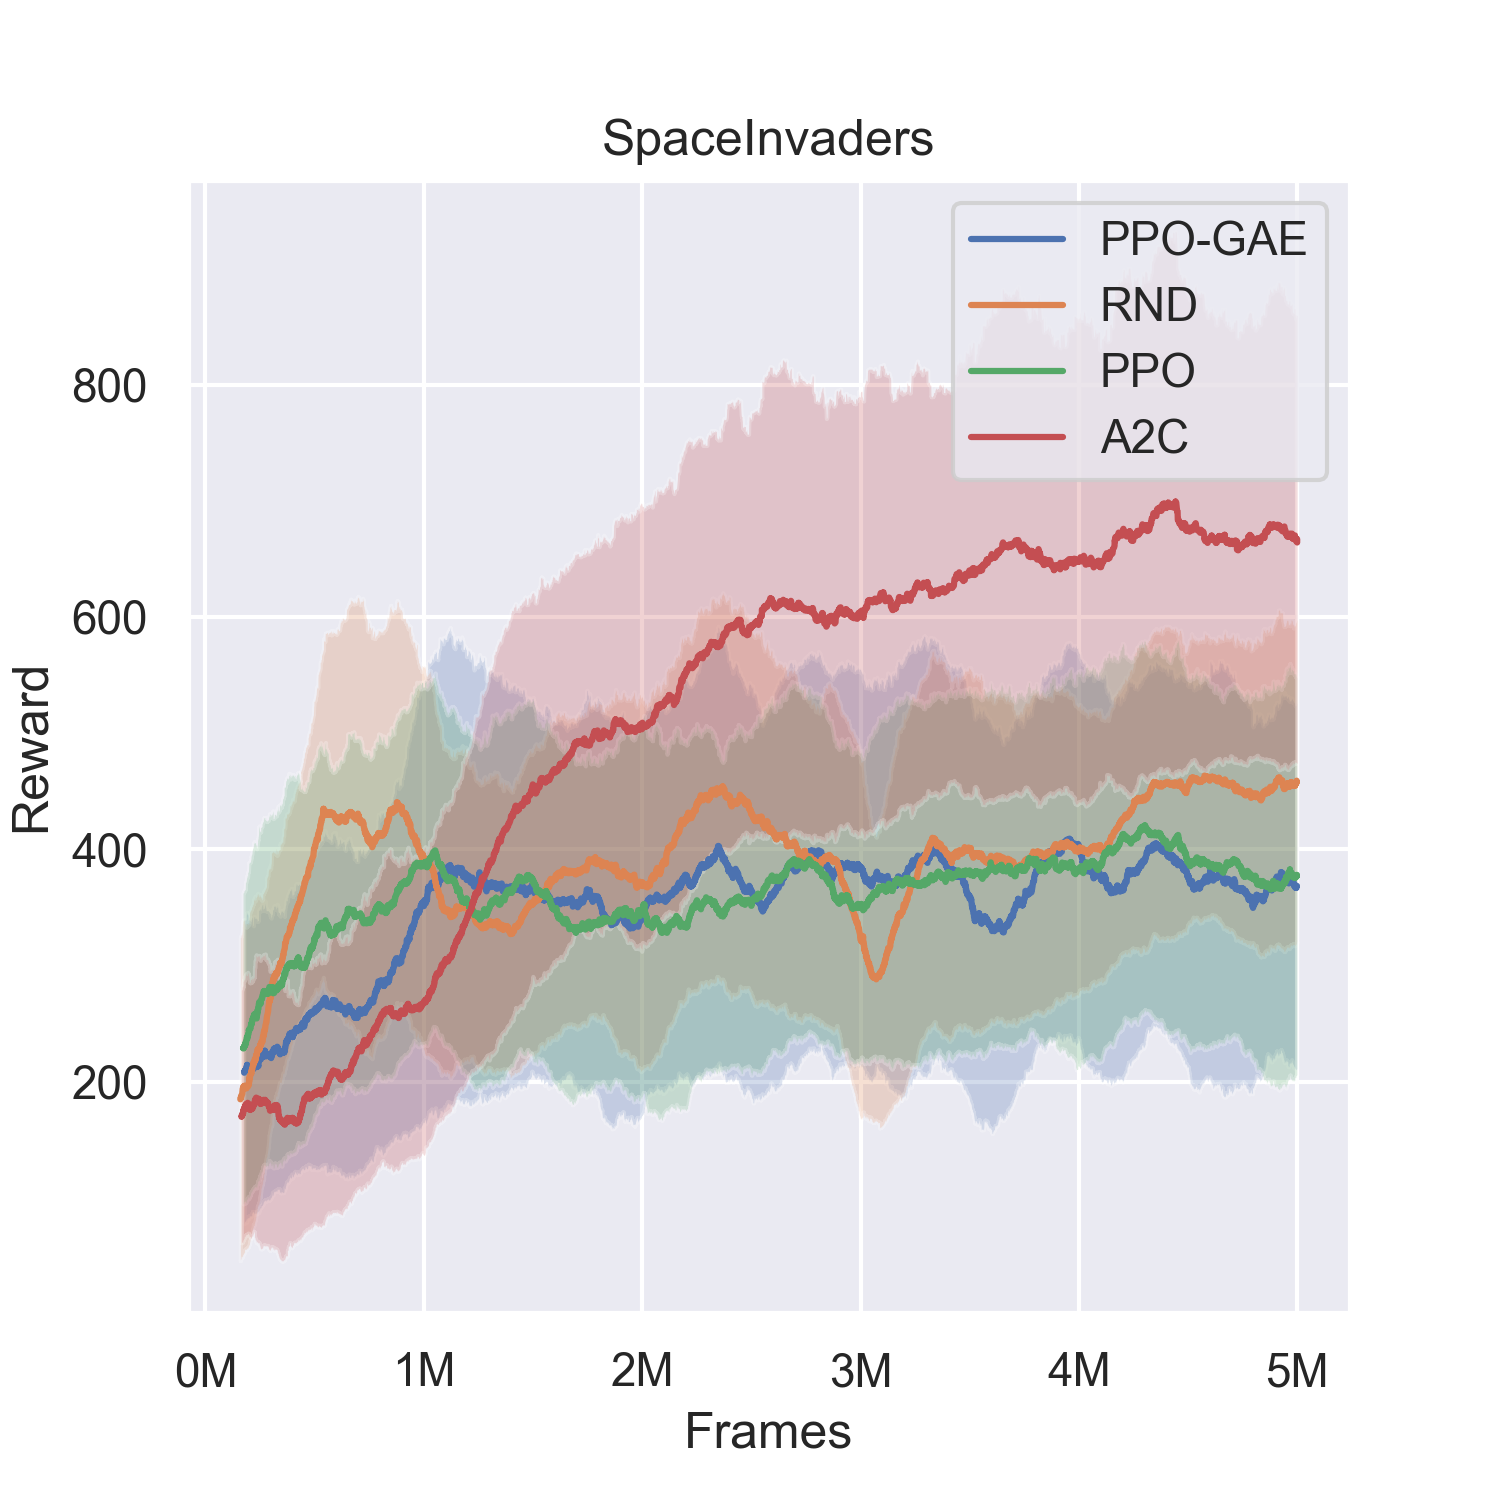 SpaceInvaders
PPO-GAE
RND
PPO
A2C
800
600
400
200
Reward
0M 1M 2M 3M 4M 5M
Frames